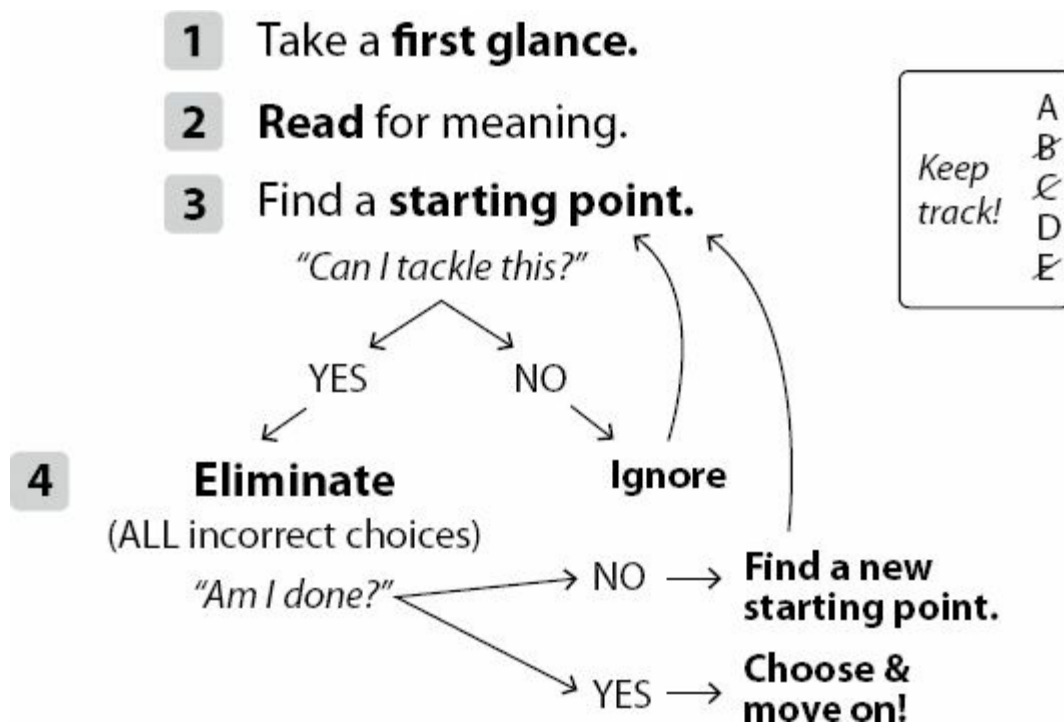 1 Take a first glance.
2 Read for meaning.
3 Find a starting point.
"Can I tackle this?"
YES NO
4 Eliminate
(ALL incorrect choices)
Ignore
"Am I done?"
NO
Find a new
starting point.
YES
Choose &
move on!
Keep
track!
A
B
C
D
E